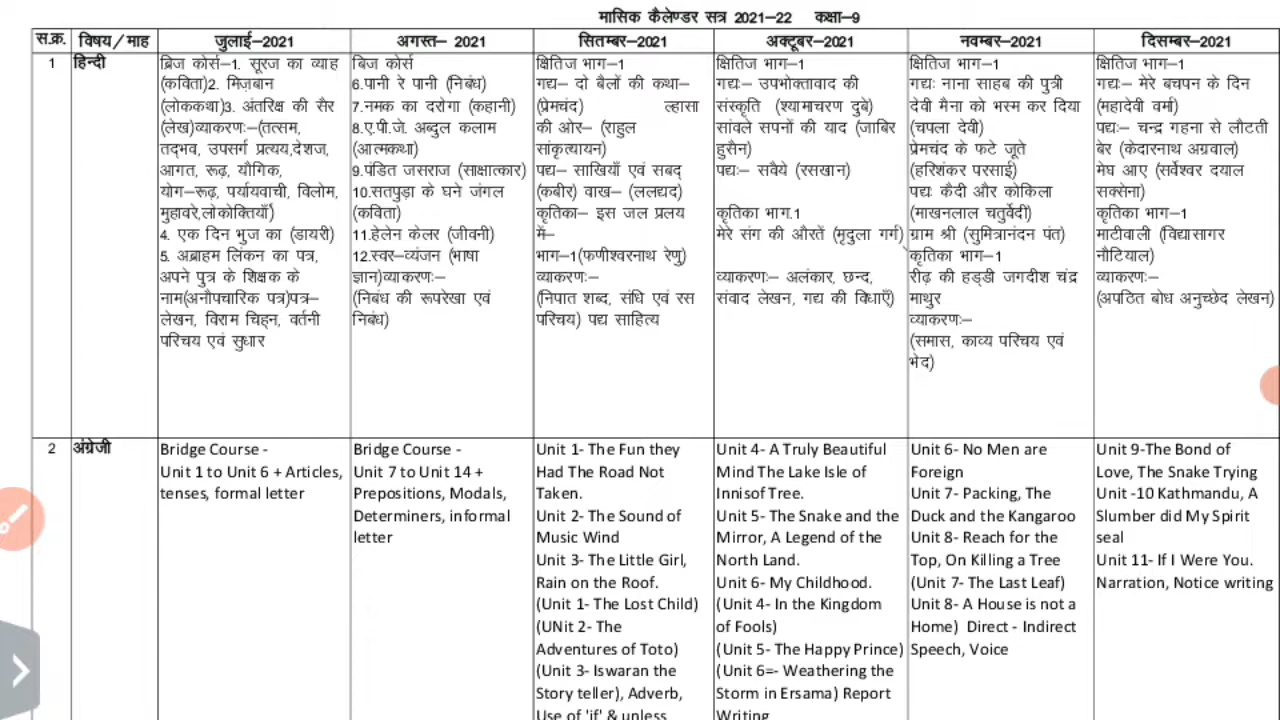 मासिक कैलेण्डर सत्र 2021–22 कक्षा–9
स.क्र. विषय/माह जुलाई–2021 अगस्त– 2021 सितम्बर–2021 अक्टूबर–2021 नवम्बर–2021 दिसम्बर–2021
1 हिन्दी
ब्रिज कोर्स–1. सूरज का व्याह
(कविता)2. मिज़बान
(लोककथा)3. अंतरिक्ष की सैर
(लेख)व्याकरणः–(तत्सम,
तद्भव, उपसर्ग प्रत्यय,देशज,
आगत, रूढ़, यौगिक,
योग–रूढ़, पर्यायवाची, विलोम,
मुहावरे,लोकोक्तियाँ)
4. एक दिन भुज का (डायरी)
5. अब्राहम लिंकन का पत्र,
अपने पुत्र के शिक्षक के
नाम(अनौपचारिक पत्र)पत्र–
लेखन, विराम चिह्न, वर्तनी
परिचय एवं सुधार
बिज कोर्स
6.पानी रे पानी (निबंध)
7.नमक का दरोगा (कहानी)
8.ए.पी.जे. अब्दुल कलाम
(आत्मकथा)
9.पंडित जसराज (साक्षात्कार)
10.सतपुड़ा के घने जंगल
(कविता)
11.हेलेन केलर (जीवनी)
12.स्वर–व्यंजन (भाषा
ज्ञान)व्याकरणः–
(निबंध की रूपरेखा एवं
निबंध)
क्षितिज भाग–1
गद्य– दो बैलों की कथा–
(प्रेमचंद) ल्हासा
की ओर– (राहुल
सांकृत्यायन)
पद्य– साखियाँ एवं सबद्
(कबीर) वाख– (ललद्यद)
कृतिका– इस जल प्रलय
में–
भाग–1(फणीश्वरनाथ रेणु)
व्याकरणः–
(निपात शब्द, संधि एवं रस
परिचय) पद्य साहित्य
क्षितिज भाग–1
गद्यः– उपभोक्तावाद की
संस्कृति (श्यामाचरण दुबे)
सांवले सपनों की याद (जाबिर
हुसैन)
पद्यः– सवैये (रसखान)
कृतिका भाग.1
मेरे संग की औरतें (मृदुला गर्ग)
व्याकरणः– अलंकार, छन्द,
संवाद लेखन, गद्य की विधाएँ)
क्षितिज भाग–1
गद्यः नाना साहब की पुत्री
देवी मैना को भस्म कर दिया
(चपला देवी)
प्रेमचंद के फटे जूते
(हरिशंकर परसाई)
पद्यः कैदी और कोकिला
(माखनलाल चतुर्वेदी)
ग्राम श्री (सुमित्रानंदन पंत)
कृतिका भाग–1
रीढ़ की हड्डी जगदीश चंद्र
माथुर
व्याकरणः–
(समास, काव्य परिचय एवं
भेद)
क्षितिज भाग–1
गद्यः– मेरे बचपन के दिन
(महादेवी वर्मा)
पद्यः– चन्द्र गहना से लौटती
बेर (केदारनाथ अग्रवाल)
मेघ आए (सर्वेश्वर दयाल
सक्सेना)
कृतिका भाग–1
माटीवाली (विद्यासागर
नौटियाल)
व्याकरणः–
(अपठित बोध अनुच्छेद लेखन)
2 अंग्रेजी
Bridge Course -
Unit 1 to Unit 6 + Articles,
tenses, formal letter
Bridge Course -
Unit 7 to Unit 14 +
Prepositions, Modals,
Determiners, informal
letter
Unit 1- The Fun they
Had The Road Not
Taken.
Unit 2- The Sound of
Music Wind
Unit 3- The Little Girl,
Rain on the Roof.
(Unit 1- The Lost Child)
(UNit 2- The
Adventures of Toto)
(Unit 3- Iswaran the
Story teller), Adverb,
Use of 'if' & unless
Unit 4- A Truly Beautiful
Mind The Lake Isle of
Innisof Tree.
Unit 5- The Snake and the
Mirror, A Legend of the
North Land.
Unit 6- My Childhood.
(Unit 4- In the Kingdom
of Fools)
(Unit 5- The Happy Prince)
(Unit 6=- Weathering the
Storm in Ersama) Report
Writing
Unit 6- No Men are
Foreign
Unit 7- Packing, The
Duck and the Kangaroo
Unit 8- Reach for the
Top, On Killing a Tree
(Unit 7- The Last Leaf)
Unit 8- A House is not a
Home) Direct - Indirect
Speech, Voice
Unit 9-The Bond of
Love, The Snake Trying
Unit -10 Kathmandu, A
Slumber did My Spirit
seal
Unit 11- If I Were You.
Narration, Notice writing